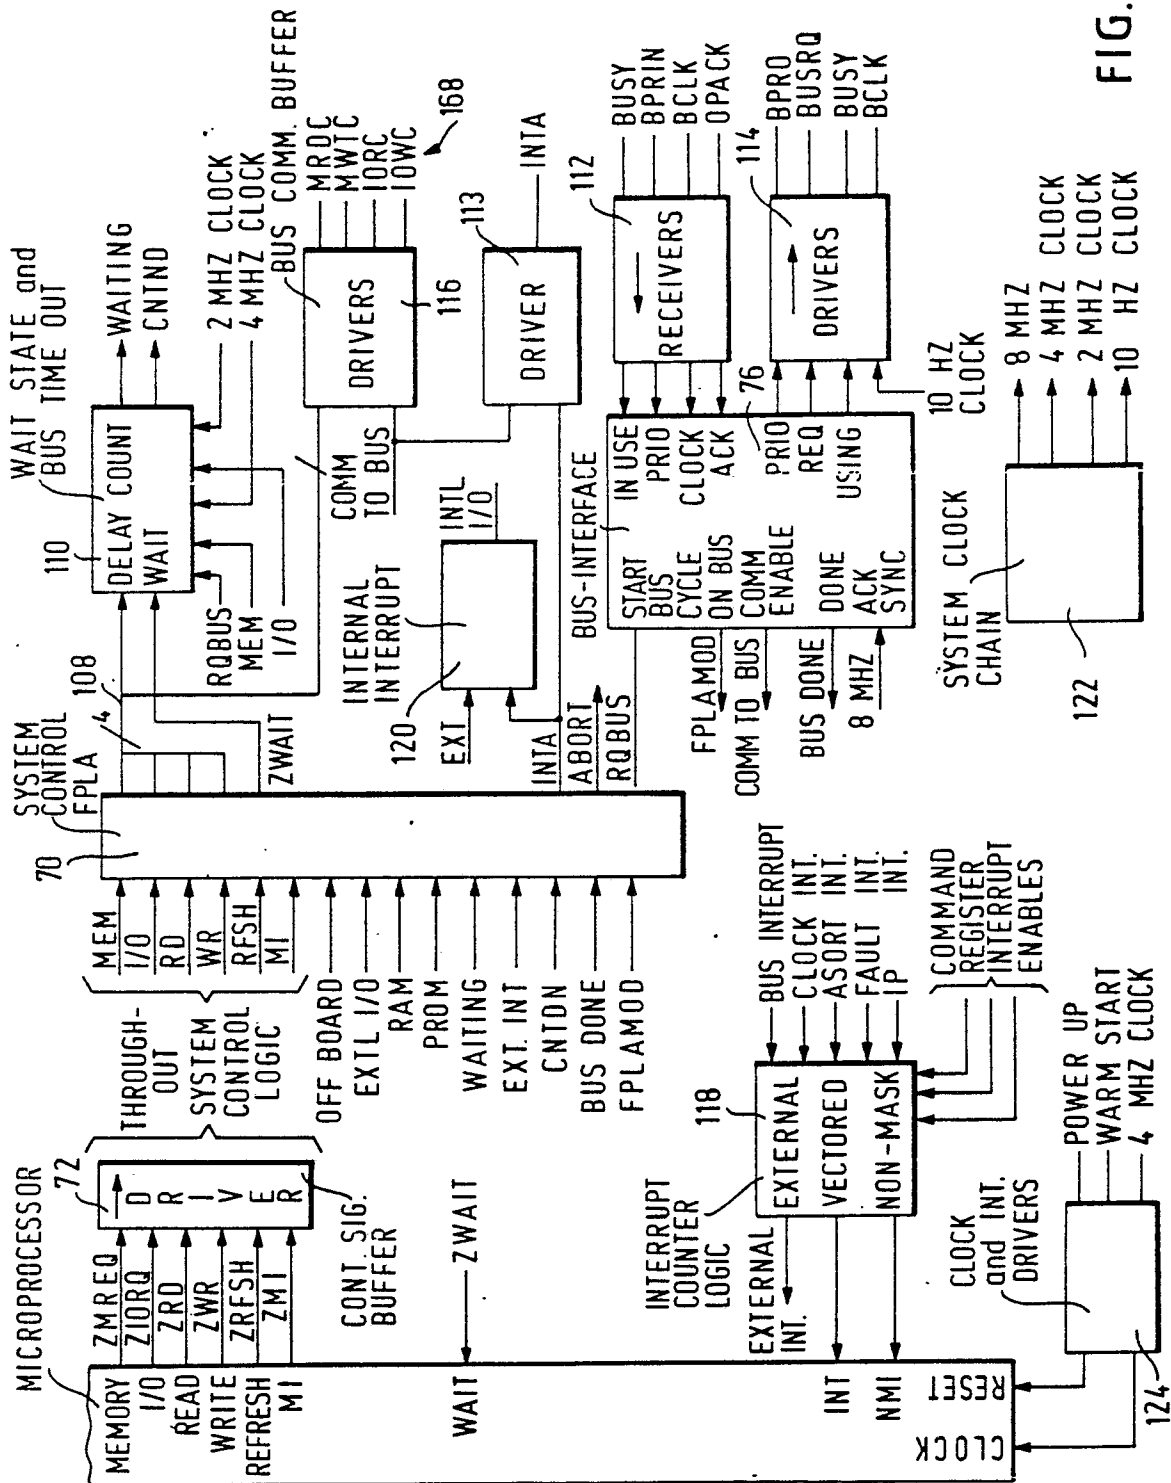 MICROPROCESSOR
MEMORY
I/O
READ
WRITE
REFRESH
MI
WAIT
INT
NMI
RESET
CLOCK
ZMREQ
ZIORQ
ZRD
ZWR
ZRFSH
ZMI
72
DRIVER
CONT. SIG.
BUFFER
ZWAIT
THROUGH-
OUT
SYSTEM
CONTROL
LOGIC
MEM
I/O
RD
WR
RFSH
MI
OFF BOARD
EXTL I/O
RAM
PROM
WAITING
EXT. INT
CNTDN
BUS DONE
FPLAMOD
70
SYSTEM
CONTROL
FPLA
4
108
ZWAIT
INTA
ABORT
RQBUS
WAIT STATE and
BUS TIME OUT
110
DELAY COUNT
WAIT
WAITING
CNTND
RQBUS
MEM
I/O
2 MHZ CLOCK
4 MHZ CLOCK
BUS COMM. BUFFER
DRIVERS
116
MRDC
MWTC
IORC
IOWC
168
COMM
TO BUS
113
DRIVER
INTA
INTERNAL
INTERRUPT
120
EXT
INTL
I/O
BUS-INTERFACE
START
BUS
CYCLE
ON BUS
COMM
ENABLE
DONE
ACK
SYNC
IN USE
PRIO
CLOCK
ACK
76
PRIO
REQ
USING
FPLAMOD
COMM TO BUS
BUS DONE
8 MHZ
112
RECEIVERS
BUSY
BPRIN
BCLK
OPACK
114
DRIVERS
BPRO
BUSRQ
BUSY
BCLK
10 HZ
CLOCK
INTERRUPT
COUNTER
LOGIC
118
EXTERNAL
VECTORED
NON-MASK
EXTERNAL
INT.
BUS INTERRUPT
CLOCK INT.
ASORT INT.
FAULT INT.
IP INT.
COMMAND
REGISTER
INTERRUPT
ENABLES
CLOCK
and INT.
DRIVERS
124
POWER UP
WARM START
4 MHZ CLOCK
SYSTEM CLOCK
CHAIN
122
8 MHZ
4 MHZ CLOCK
2 MHZ CLOCK
10 HZ CLOCK
FIG.